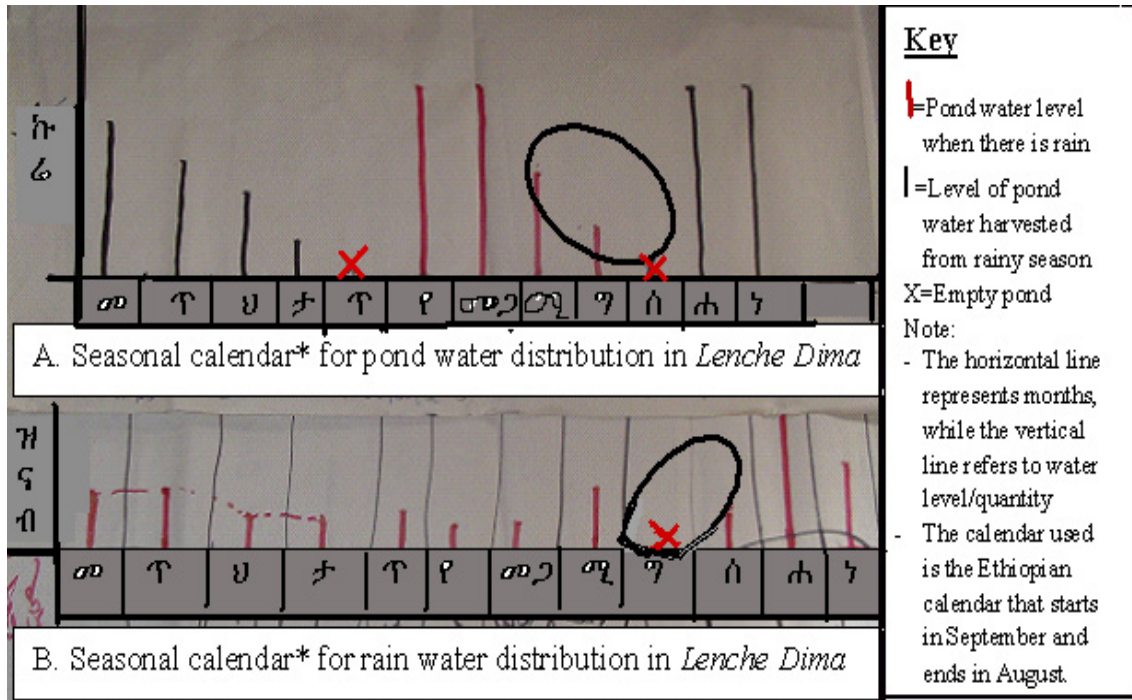 ኩ
ሬ
መ ጥ ህ ታ ጥ የ መጋ ሚ ግ ሰ ሐ ነ
A. Seasonal calendar* for pond water distribution in Lenche Dima
ዝ
ና
ብ
መ ጥ ህ ታ ጥ የ መጋ ሚ ግ ሰ ሐ ነ
B. Seasonal calendar* for rain water distribution in Lenche Dima
Key
=Pond water level
when there is rain
=Level of pond
water harvested
from rainy season
X=Empty pond
Note:
- The horizontal line
represents months,
while the vertical
line refers to water
level/quantity
- The calendar used
is the Ethiopian
calendar that starts
in September and
ends in August.